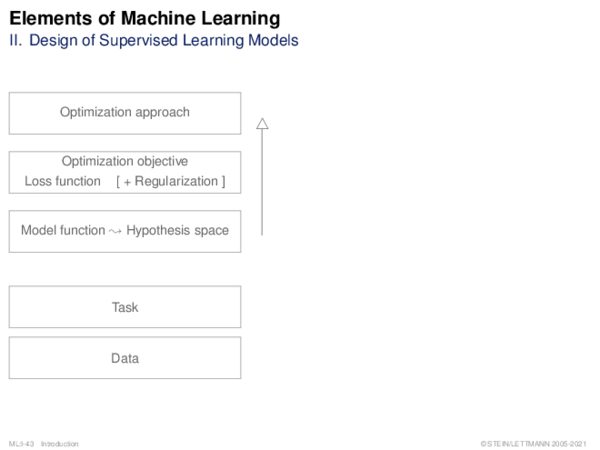 Elements of Machine Learning
II. Design of Supervised Learning Models
Optimization approach
Optimization objective
Loss function [ + Regularization ]
Model function ⤳ Hypothesis space
Task
Data
ML:I-43 Introduction
© STEIN/LETTMANN 2005-2021